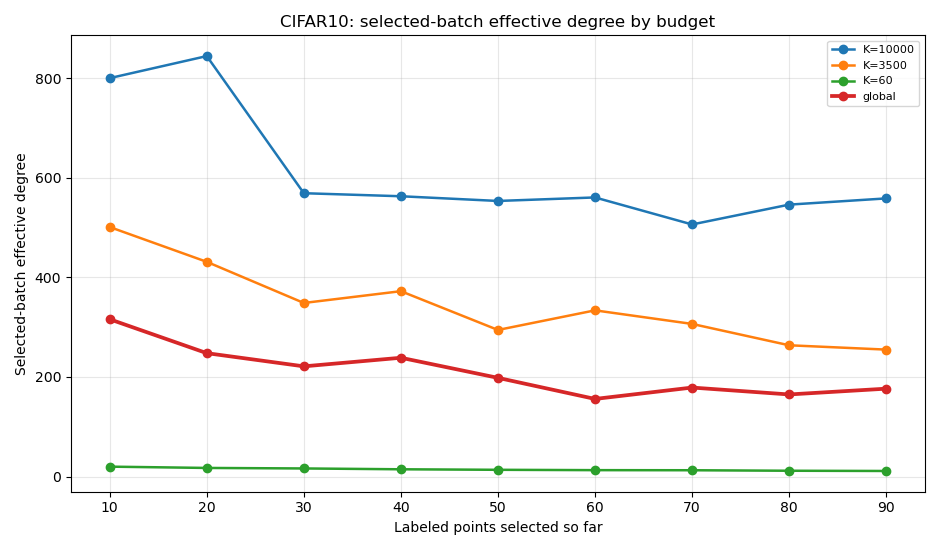 CIFAR10: selected-batch effective degree by budget
K=10000
K=3500
K=60
global
Selected-batch effective degree
800
600
400
200
0
10 20 30 40 50 60 70 80 90
Labeled points selected so far